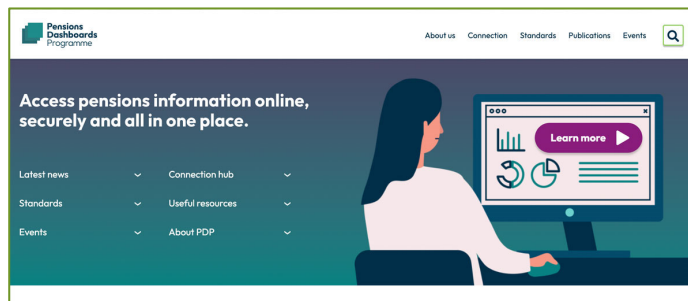 Pensions
Dashboards
Programme
About us Connection Standards Publications Events
Access pensions information online,
securely and all in one place.
Learn more
Latest news Connection hub
Standards Useful resources
Events About PDP